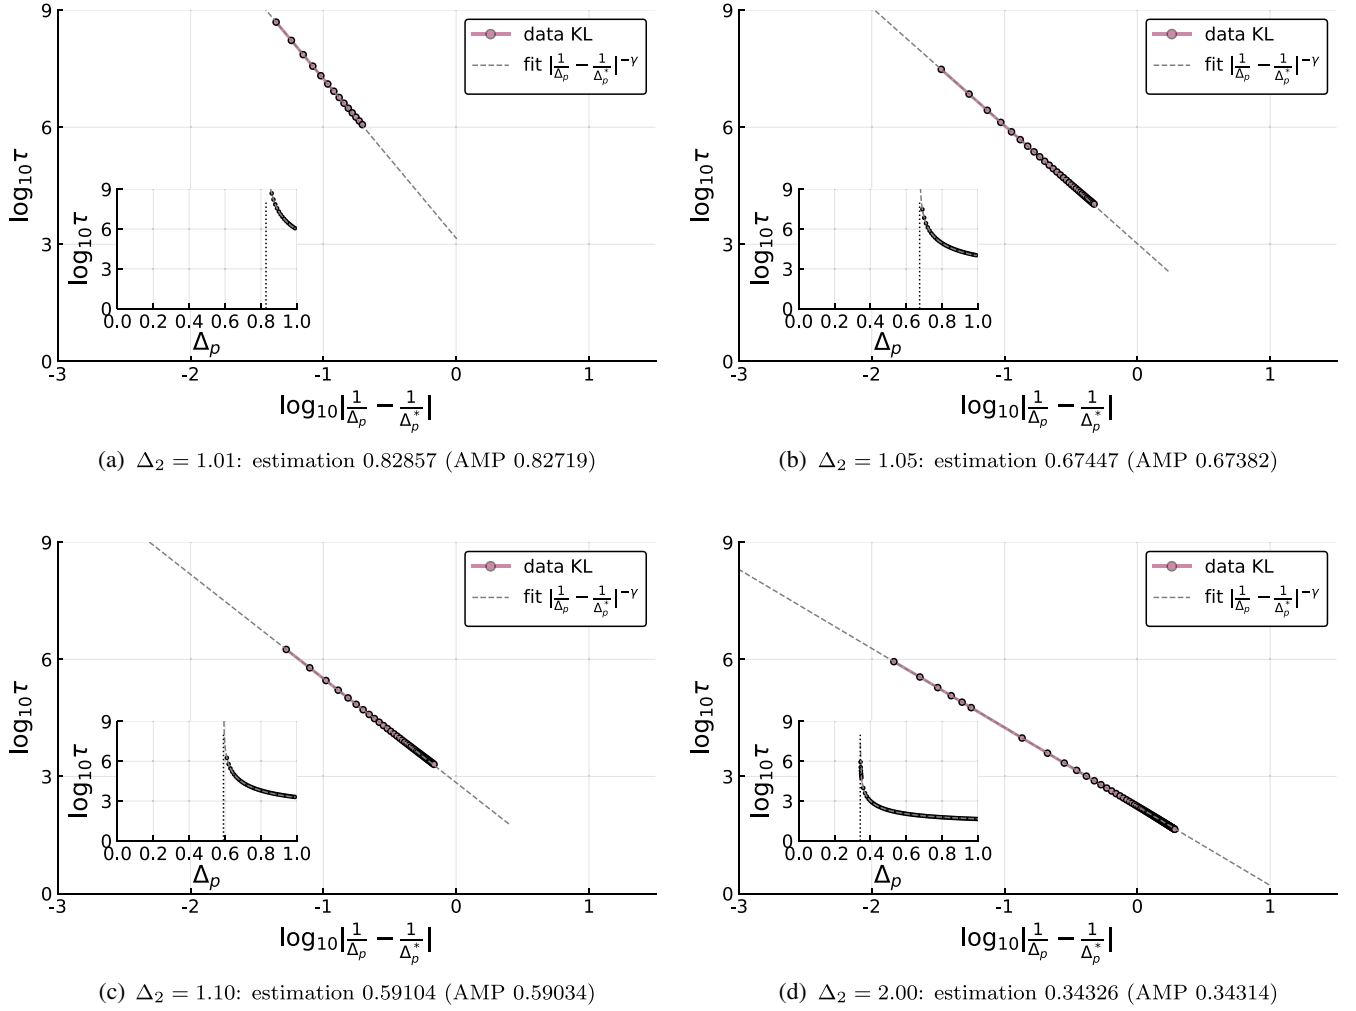 9
data KL
fit |1/Δp − 1/Δp*|^−γ
6
log10τ
9
6
log10τ
3
3
0
0.0 0.2 0.4 0.6 0.8 1.0
Δp
0
-3 -2 -1 0 1
log10|1/Δp − 1/Δp*|
(a) Δ2 = 1.01: estimation 0.82857 (AMP 0.82719)
9
data KL
fit |1/Δp − 1/Δp*|^−γ
6
log10τ
9
6
log10τ
3
3
0
0.0 0.2 0.4 0.6 0.8 1.0
Δp
0
-3 -2 -1 0 1
log10|1/Δp − 1/Δp*|
(b) Δ2 = 1.05: estimation 0.67447 (AMP 0.67382)
9
data KL
fit |1/Δp − 1/Δp*|^−γ
6
log10τ
9
6
log10τ
3
3
0
0.0 0.2 0.4 0.6 0.8 1.0
Δp
0
-3 -2 -1 0 1
log10|1/Δp − 1/Δp*|
(c) Δ2 = 1.10: estimation 0.59104 (AMP 0.59034)
9
data KL
fit |1/Δp − 1/Δp*|^−γ
6
log10τ
9
6
log10τ
3
3
0
0.0 0.2 0.4 0.6 0.8 1.0
Δp
0
-3 -2 -1 0 1
log10|1/Δp − 1/Δp*|
(d) Δ2 = 2.00: estimation 0.34326 (AMP 0.34314)